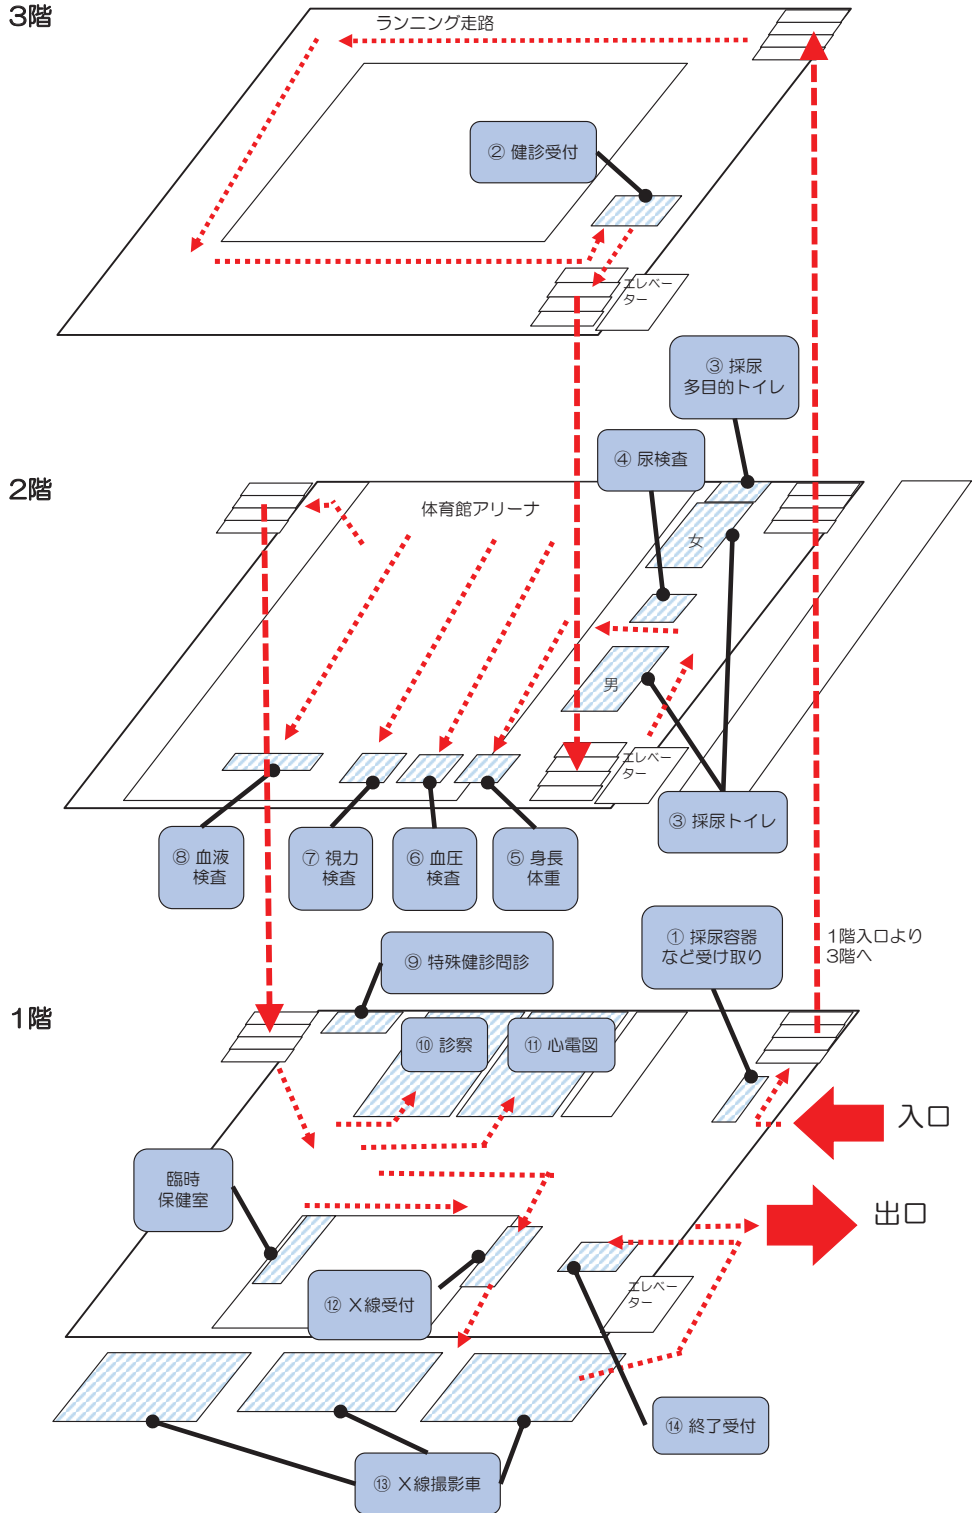 3階
ランニング走路
② 健診受付
エレベー
ター
③ 採尿
多目的トイレ
④ 尿検査
2階
体育館アリーナ
女
男
エレベー
ター
③ 採尿トイレ
⑧ 血液
検査
⑦ 視力
検査
⑥ 血圧
検査
⑤ 身長
体重
① 採尿容器
など受け取り
1階入口より
3階へ
⑨ 特殊健診問診
1階
⑩ 診察
⑪ 心電図
入口
臨時
保健室
出口
⑫ X線受付
エレベー
ター
⑭ 終了受付
⑬ X線撮影車